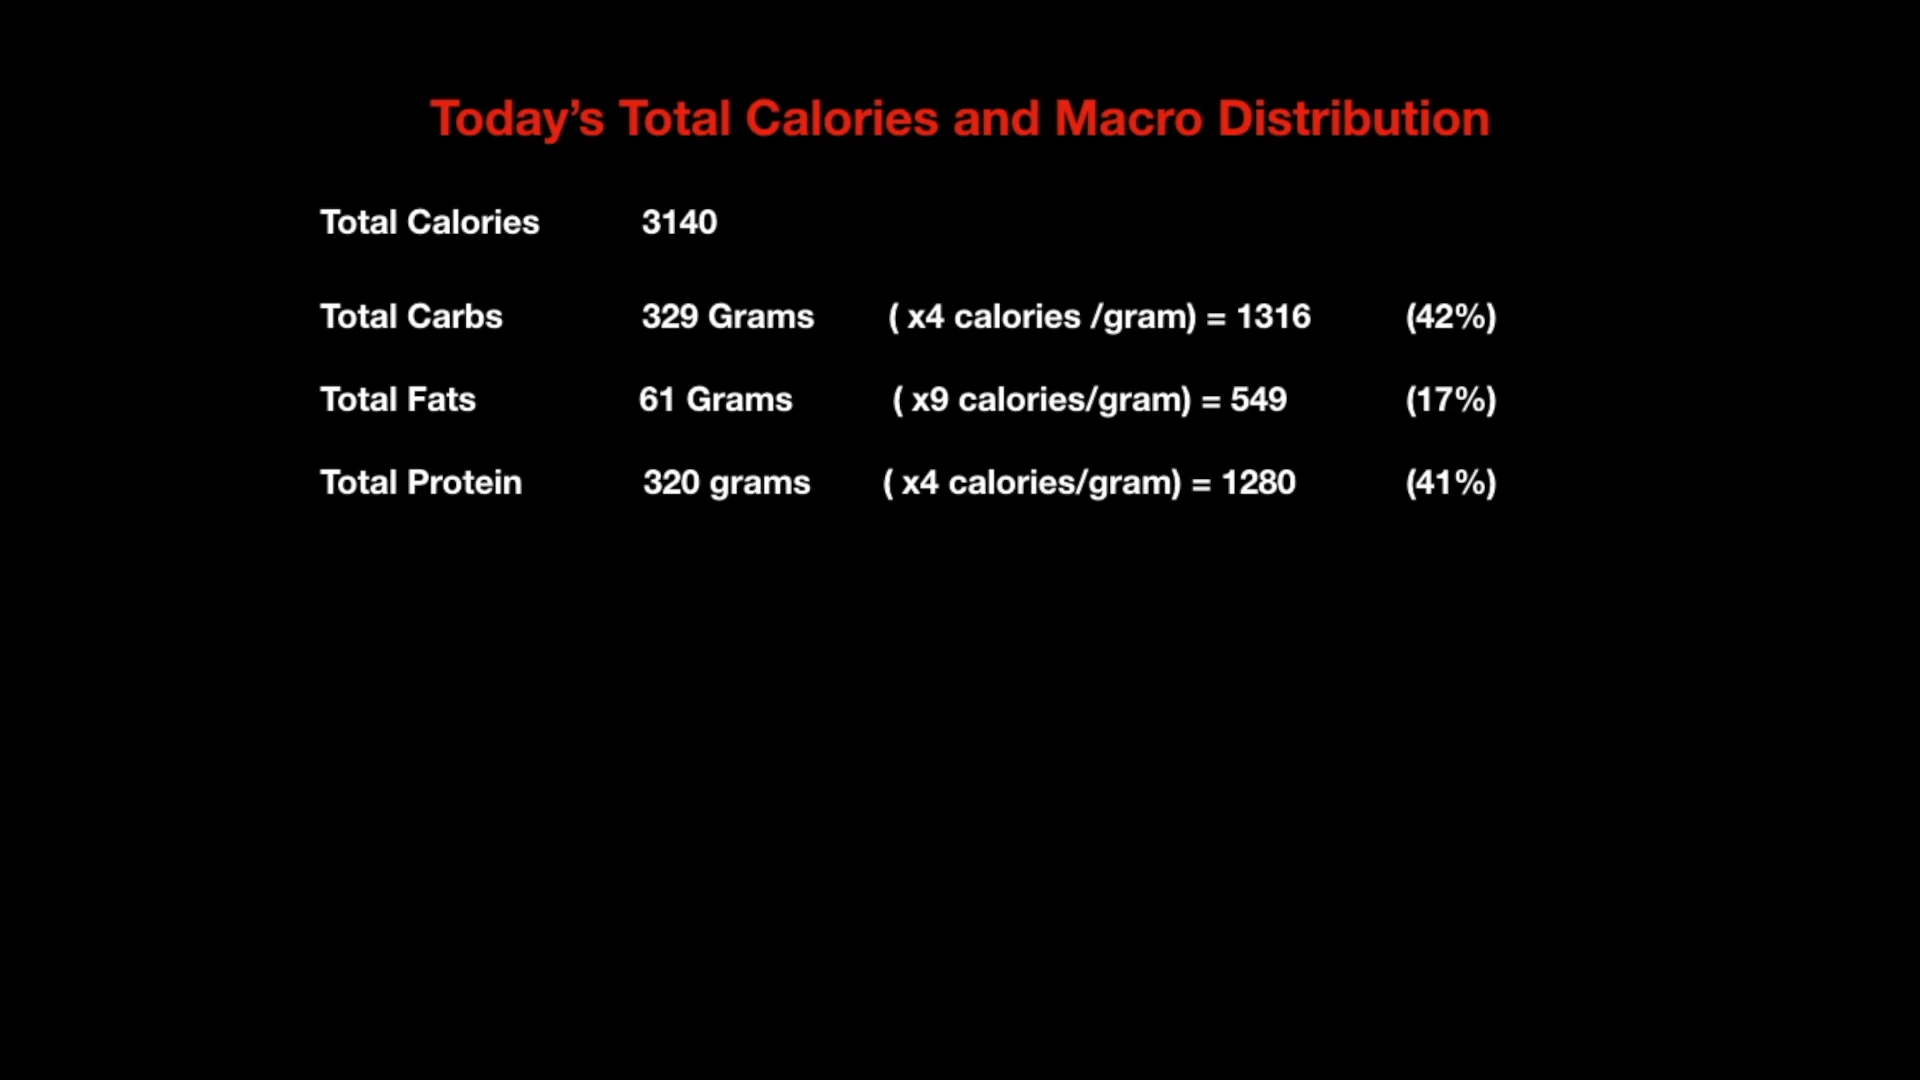 Today’s Total Calories and Macro Distribution
Total Calories 3140
Total Carbs 329 Grams ( x4 calories /gram) = 1316 (42%)
Total Fats 61 Grams ( x9 calories/gram) = 549 (17%)
Total Protein 320 grams ( x4 calories/gram) = 1280 (41%)